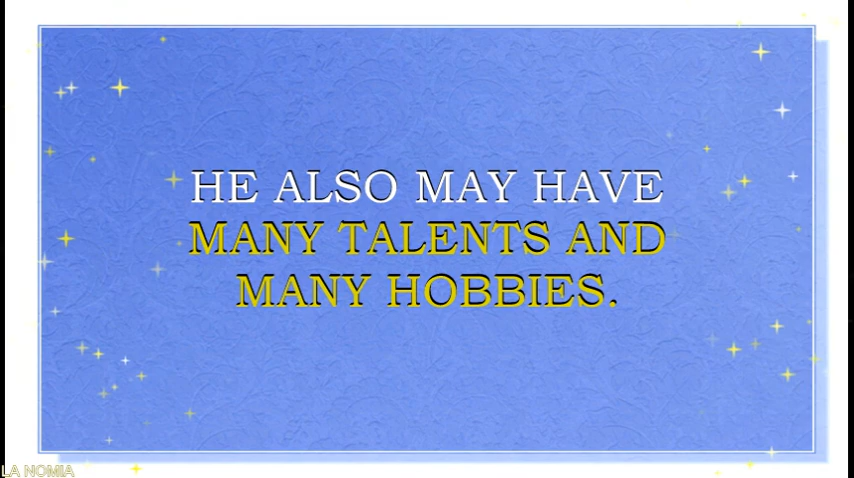 HE ALSO MAY HAVE
MANY TALENTS AND
MANY HOBBIES.
LA NOMIA